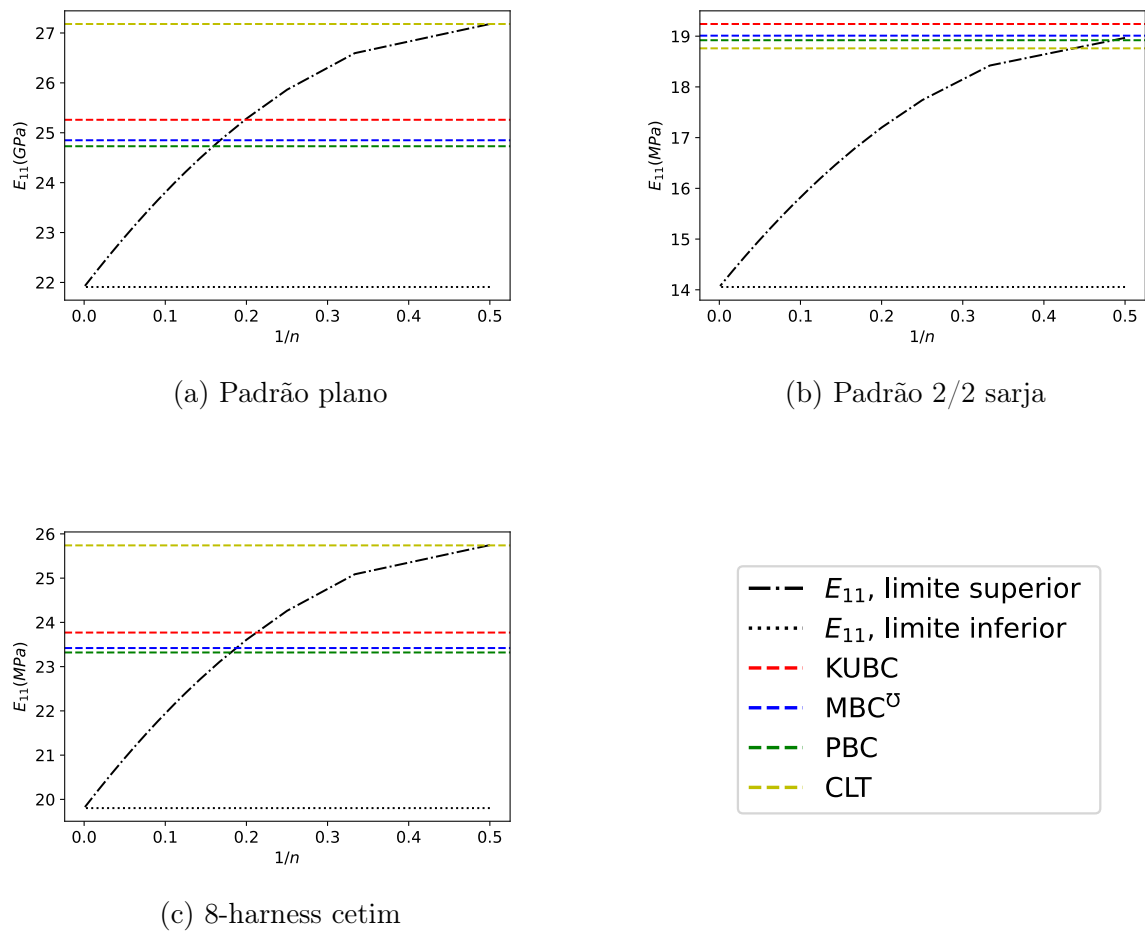 27
26
25
24
23
22
E₁₁(GPa)
0.0 0.1 0.2 0.3 0.4 0.5
1/n
(a) Padrão plano
19
18
17
16
15
14
E₁₁(MPa)
0.0 0.1 0.2 0.3 0.4 0.5
1/n
(b) Padrão 2/2 sarja
26
25
24
23
22
21
20
E₁₁(MPa)
0.0 0.1 0.2 0.3 0.4 0.5
1/n
(c) 8-harness cetim
E₁₁, limite superior
E₁₁, limite inferior
KUBC
MBC℧
PBC
CLT